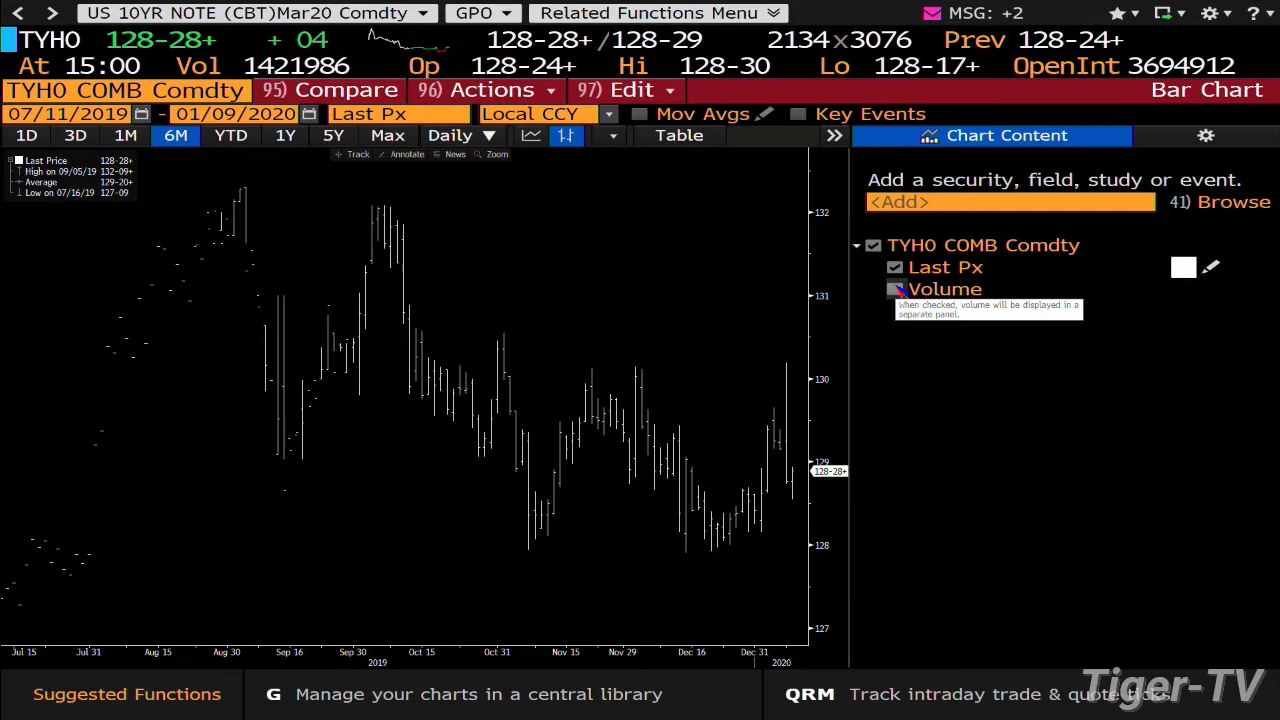 US 10YR NOTE (CBT)Mar20 Comdty GPO Related Functions Menu MSG: +2 ?
TYH0 128-28+ + 04 128-28+/128-29 2134x3076 Prev 128-24+
At 15:00 Vol 1421986 Op 128-24+ Hi 128-30 Lo 128-17+ OpenInt 3694912
TYH0 COMB Comdty 95) Compare 96) Actions 97) Edit Bar Chart
07/11/2019 - 01/09/2020 Last Px Local CCY Mov Avgs Key Events
1D 3D 1M 6M YTD 1Y 5Y Max Daily Table Chart Content
Track Annotate News Zoom
Last Price 128-28+
High on 09/05/19 132-09+
Average 129-20+
Low on 07/16/19 127-09
Add a security, field, study or event.
<Add> 41) Browse
TYH0 COMB Comdty
Last Px
Volume
When checked, volume will be displayed in a
separate panel.
132
131
130
129
128-28+
128
127
Jul 15 Jul 31 Aug 15 Aug 30 Sep 16 Sep 30 Oct 15 Oct 31 Nov 15 Nov 29 Dec 16 Dec 31
2019 2020
Suggested Functions G Manage your charts in a central library QRM Track intraday trade & quote ticks
Tiger-TV